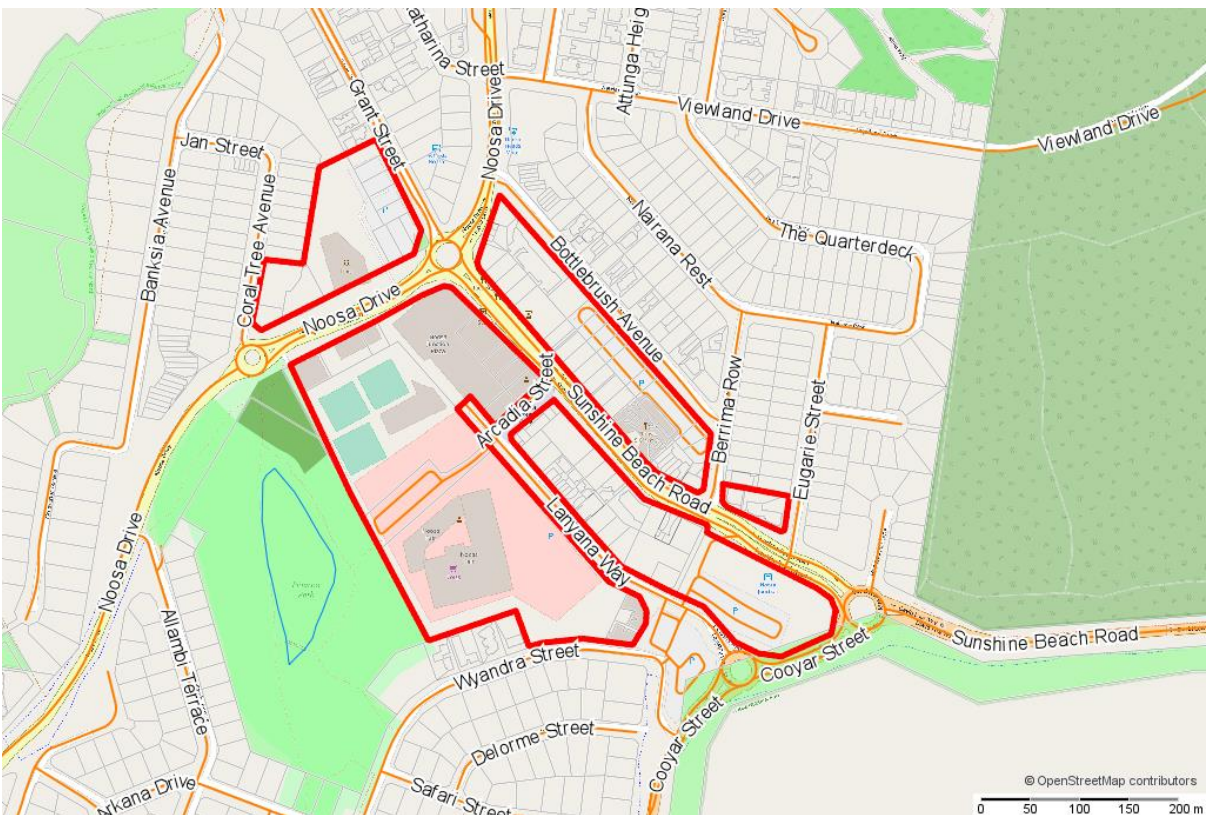 Attunga Heig
Grant Street
Noosa Drive
Viewland Drive
Viewland Drive
Jan Street
Banksia Avenue
Coral Tree Avenue
Nairana Rest
The Quarterdeck
Bottlebrush Avenue
Noosa Drive
Arcadia Street
Sunshine Beach Road
Berrima Row
Eugarie Street
P
P
P
P
Lanyana Way
Noosa Drive
Allambi Terrace
Wyandra Street
Cooyar Street
Sunshine Beach Road
Delorme Street
Cooyar Street
Arkana Drive
Safari Street
© OpenStreetMap contributors
0 50 100 150 200 m